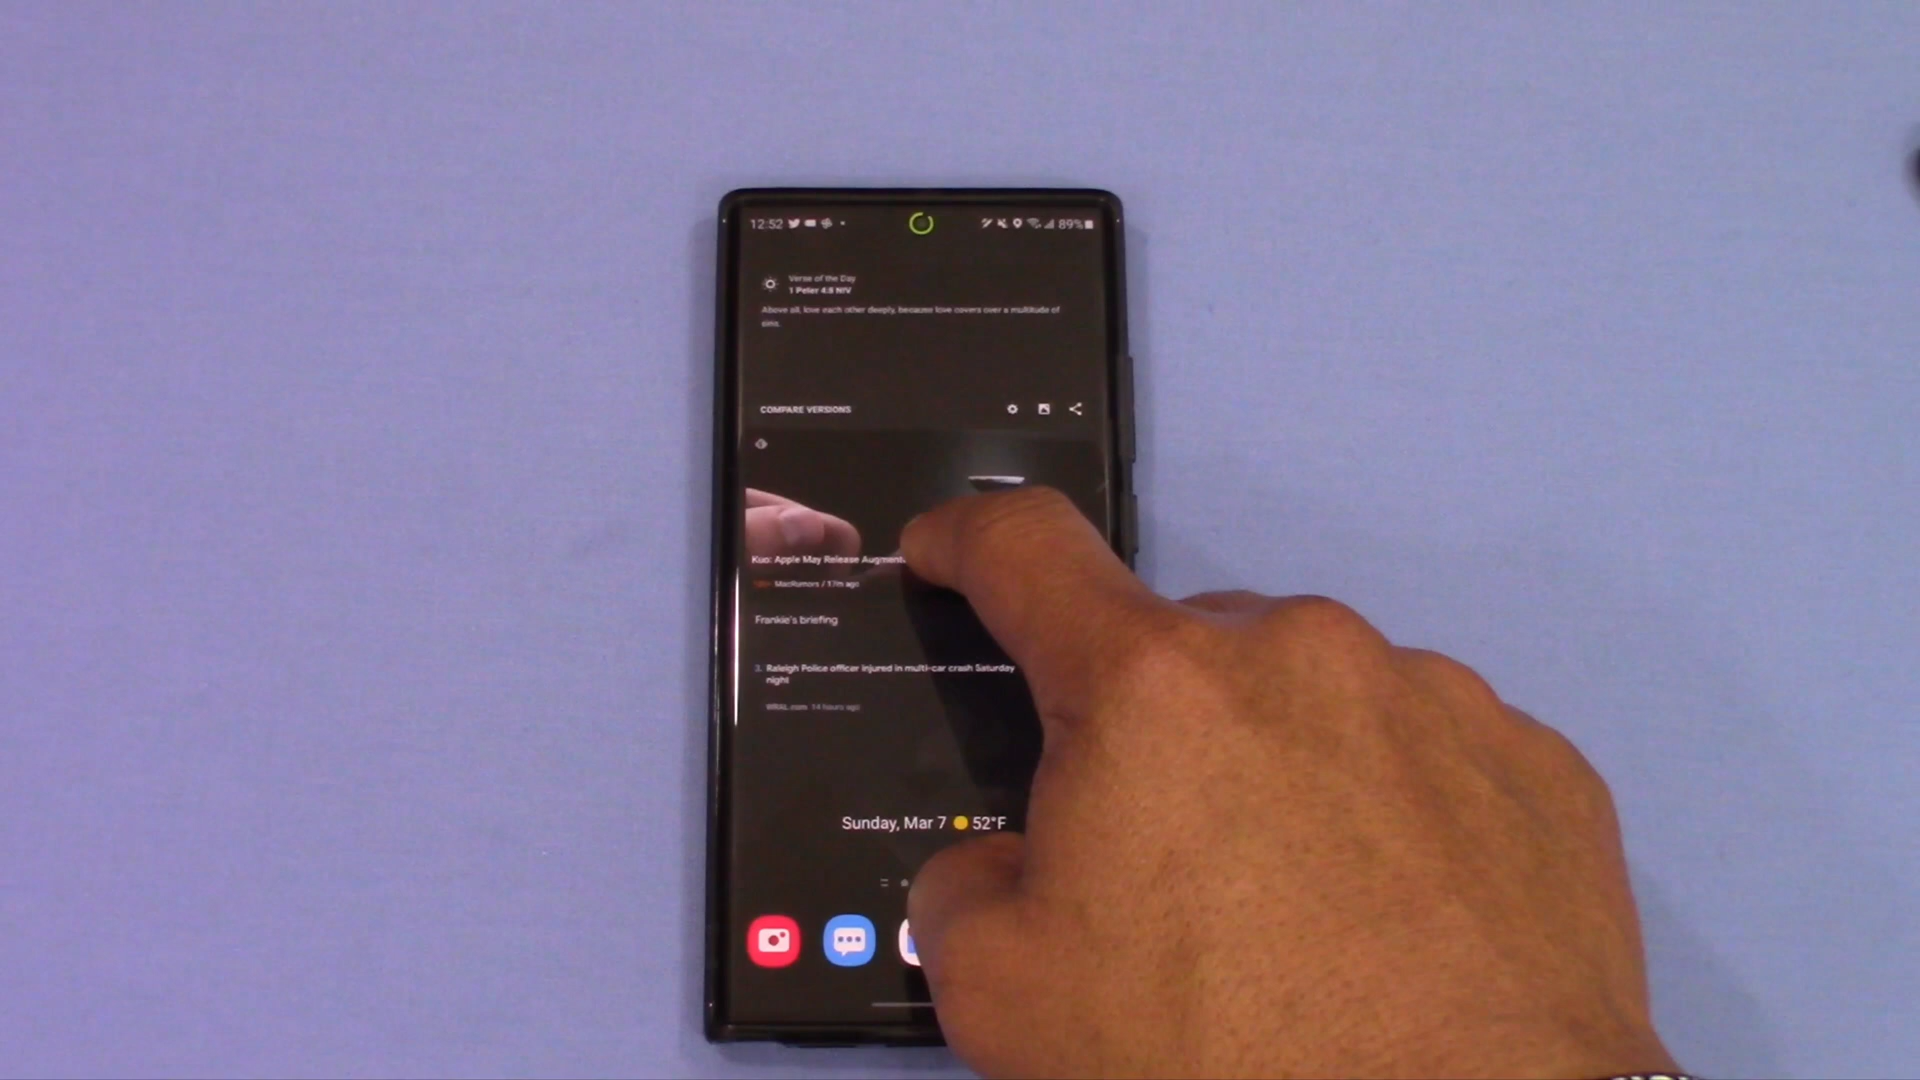 12:52
89%
Verse of the Day
1 Peter 4:8 NIV
Above all, love each other deeply, because love covers over a multitude of
sins.
COMPARE VERSIONS
Kuo: Apple May Release Augment
MacRumors / 17m ago
Frankie's briefing
3. Raleigh Police officer injured in multi-car crash Saturday
night
WRAL.com 14 hours ago
Sunday, Mar 7 52°F